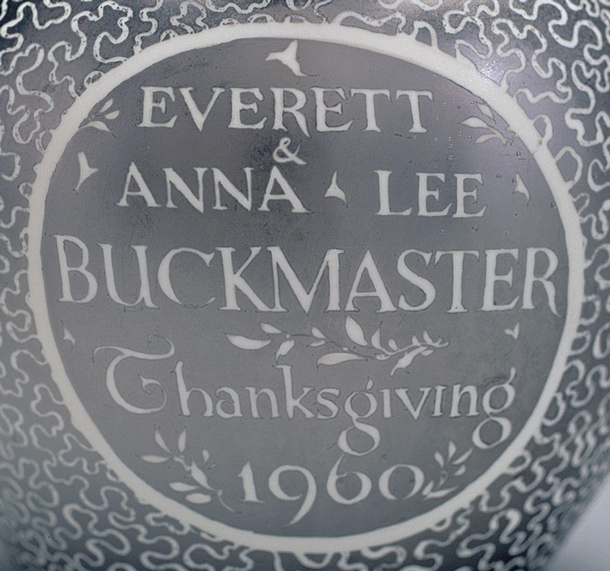 EVERETT
&
ANNA LEE
BUCKMASTER
Thanksgiving
1960